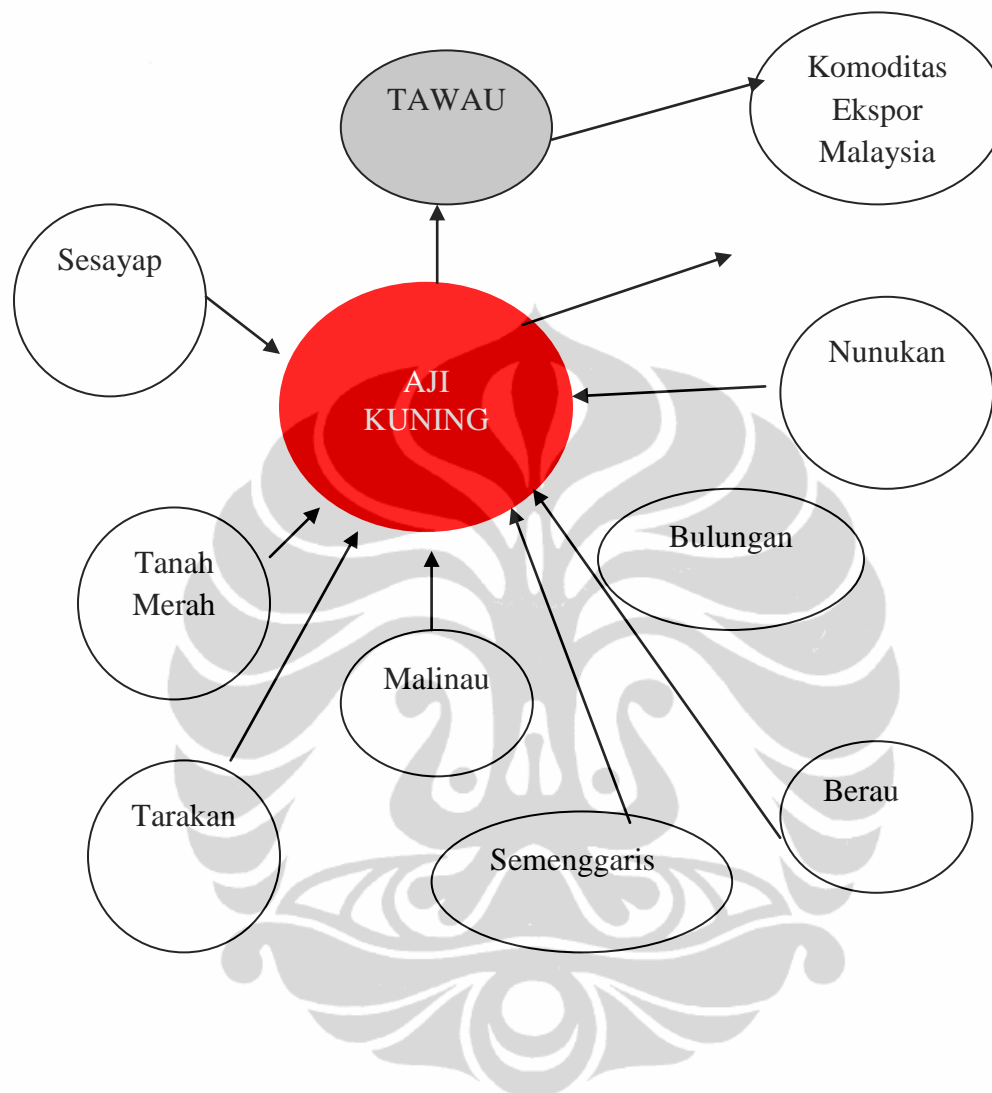 TAWAU
Komoditas
Ekspor
Malaysia
Sesayap
Nunukan
AJI
KUNING
Bulungan
Tanah
Merah
Malinau
Tarakan
Berau
Semenggaris